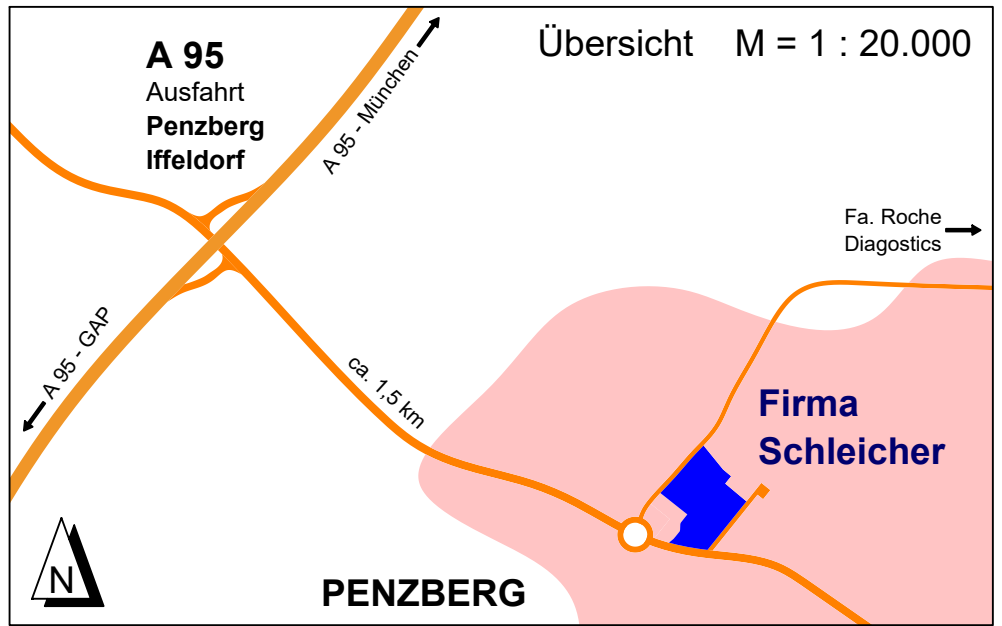 Übersicht M = 1 : 20.000
A 95
Ausfahrt
Penzberg
Iffeldorf
A 95 - München
Fa. Roche
Diagostics
A 95 - GAP
ca. 1,5 km
Firma
Schleicher
N
PENZBERG